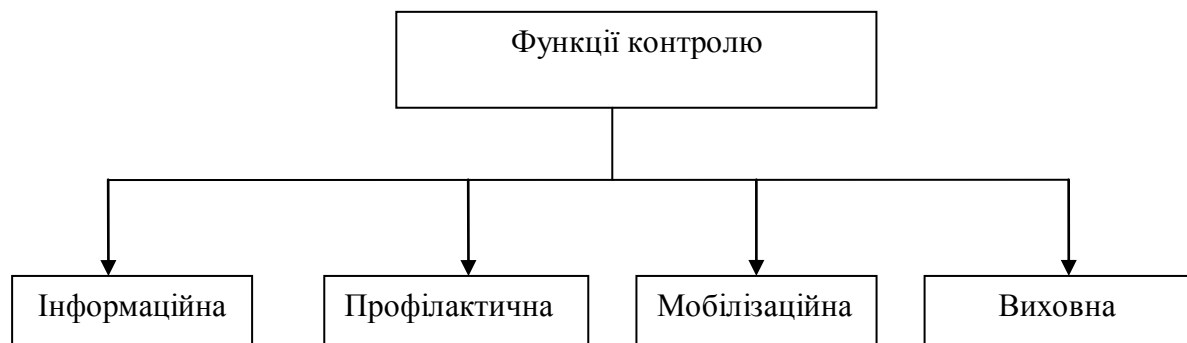 Функції контролю
Інформаційна
Профілактична
Мобілізаційна
Виховна